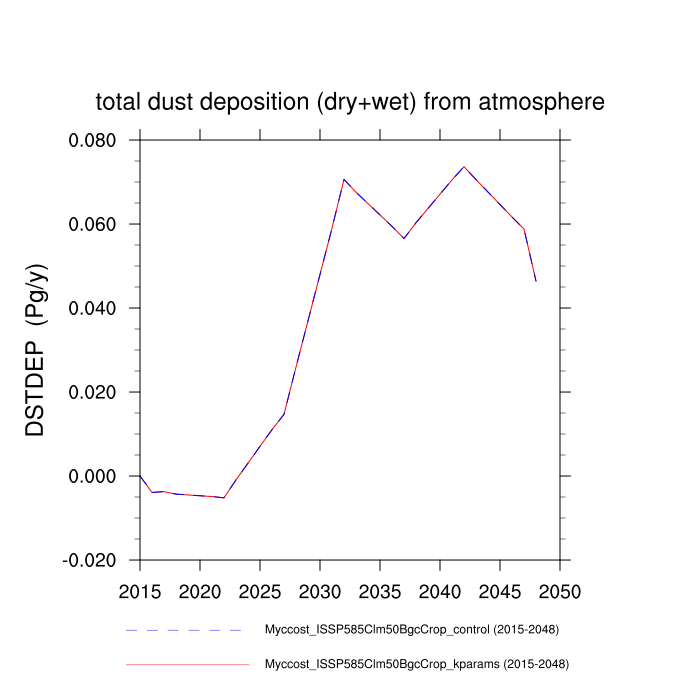 total dust deposition (dry+wet) from atmosphere
DSTDEP (Pg/y)
0.080
0.060
0.040
0.020
0.000
-0.020
2015 2020 2025 2030 2035 2040 2045 2050
Myccost_ISSP585Clm50BgcCrop_control (2015-2048)
Myccost_ISSP585Clm50BgcCrop_kparams (2015-2048)